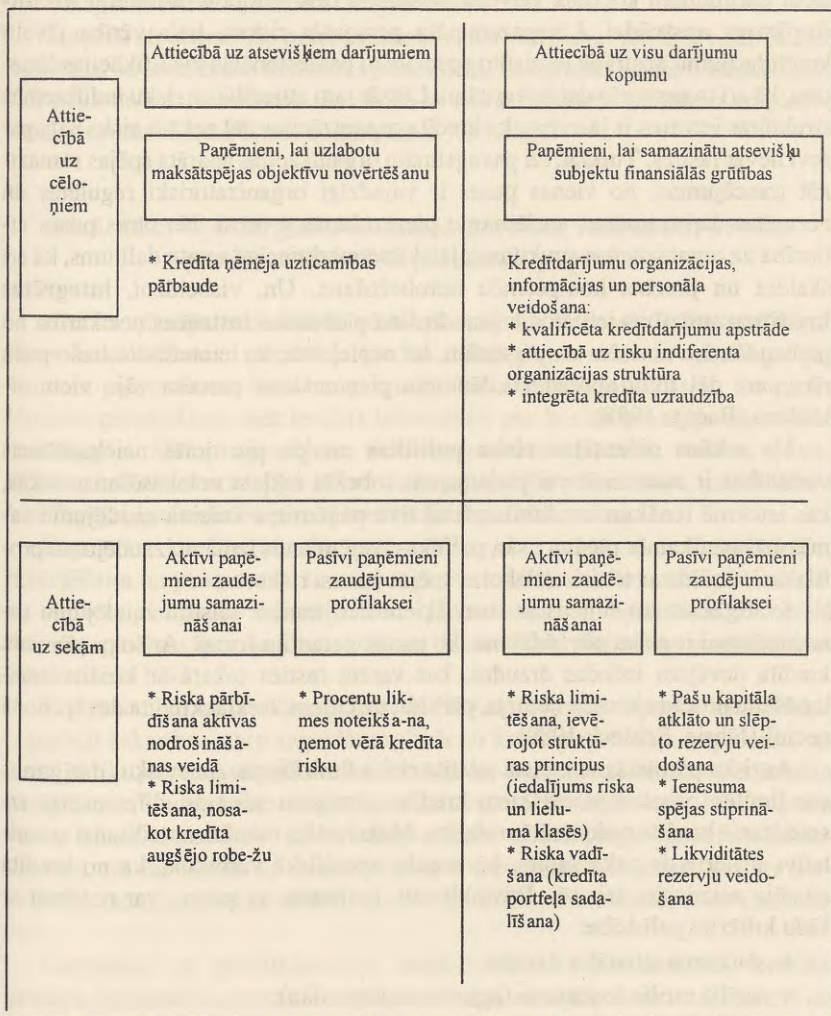 Attiecībā uz atsevišķiem darījumiem
Attiecībā uz visu darījumu
kopumu
Attie-
cībā
uz
cēlo-
ņiem
Paņēmieni, lai uzlabotu
maksātspējas objektīvu novērtēšanu
Paņēmieni, lai samazinātu atsevišķu
subjektu finansiālās grūtības
* Kredīta ņēmēja uzticamības
pārbaude
Kredītdarījumu organizācijas,
informācijas un personāla
veidošana:
* kvalificēta kredītdarījumu apstrāde
* attiecībā uz risku indiferenta
organizācijas struktūra
* integrēta kredīta uzraudzība
Attie-
cībā
uz sekām
Aktīvi paņē-
mieni zaudē-
jumu samazi-
nāšanai
Pasīvi paņēmieni
zaudējumu
profilaksei
Aktīvi paņē-
mieni zaudē-
jumu samazi-
nāšanai
Pasīvi paņēmieni
zaudējumu
profilaksei
* Riska pārbī-
dīšana aktīvas
nodrošināša-
nas veidā
* Riska limi-
tēšana, nosa-
kot kredīta
augšējo robe-žu
* Procentu lik-
mes noteikša-na,
ņemot vērā kredīta
risku
* Riska limi-
tēšana, ievē-
rojot struktū-
ras principus
(iedalījums riska
un lielu-
ma klasēs)
* Riska vadī-
šana (kredīta
portfeļa sada-
līšana)
* Pašu kapitāla
atklāto un slēp-
to rezervju vei-
došana
* Ienesuma
spējas stiprinā-
šana
* Likviditātes
rezervju veido-
šana